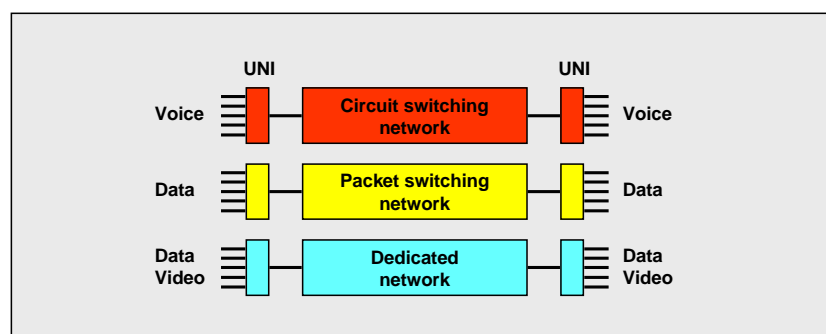 UNI UNI
Voice Circuit switching Voice
network
Data Packet switching Data
network
Data Dedicated Data
Video network Video